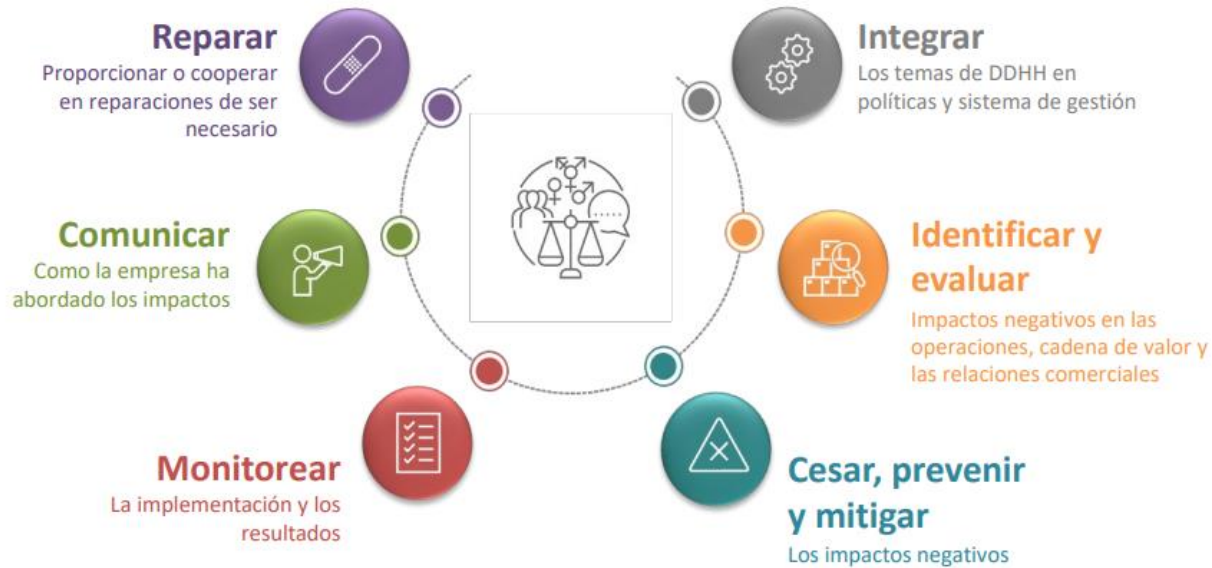 Reparar
Proporcionar o cooperar
en reparaciones de ser
necesario
Integrar
Los temas de DDHH en
políticas y sistema de gestión
Comunicar
Como la empresa ha
abordado los impactos
Identificar y
evaluar
Impactos negativos en las
operaciones, cadena de valor y
las relaciones comerciales
Monitorear
La implementación y los
resultados
Cesar, prevenir
y mitigar
Los impactos negativos